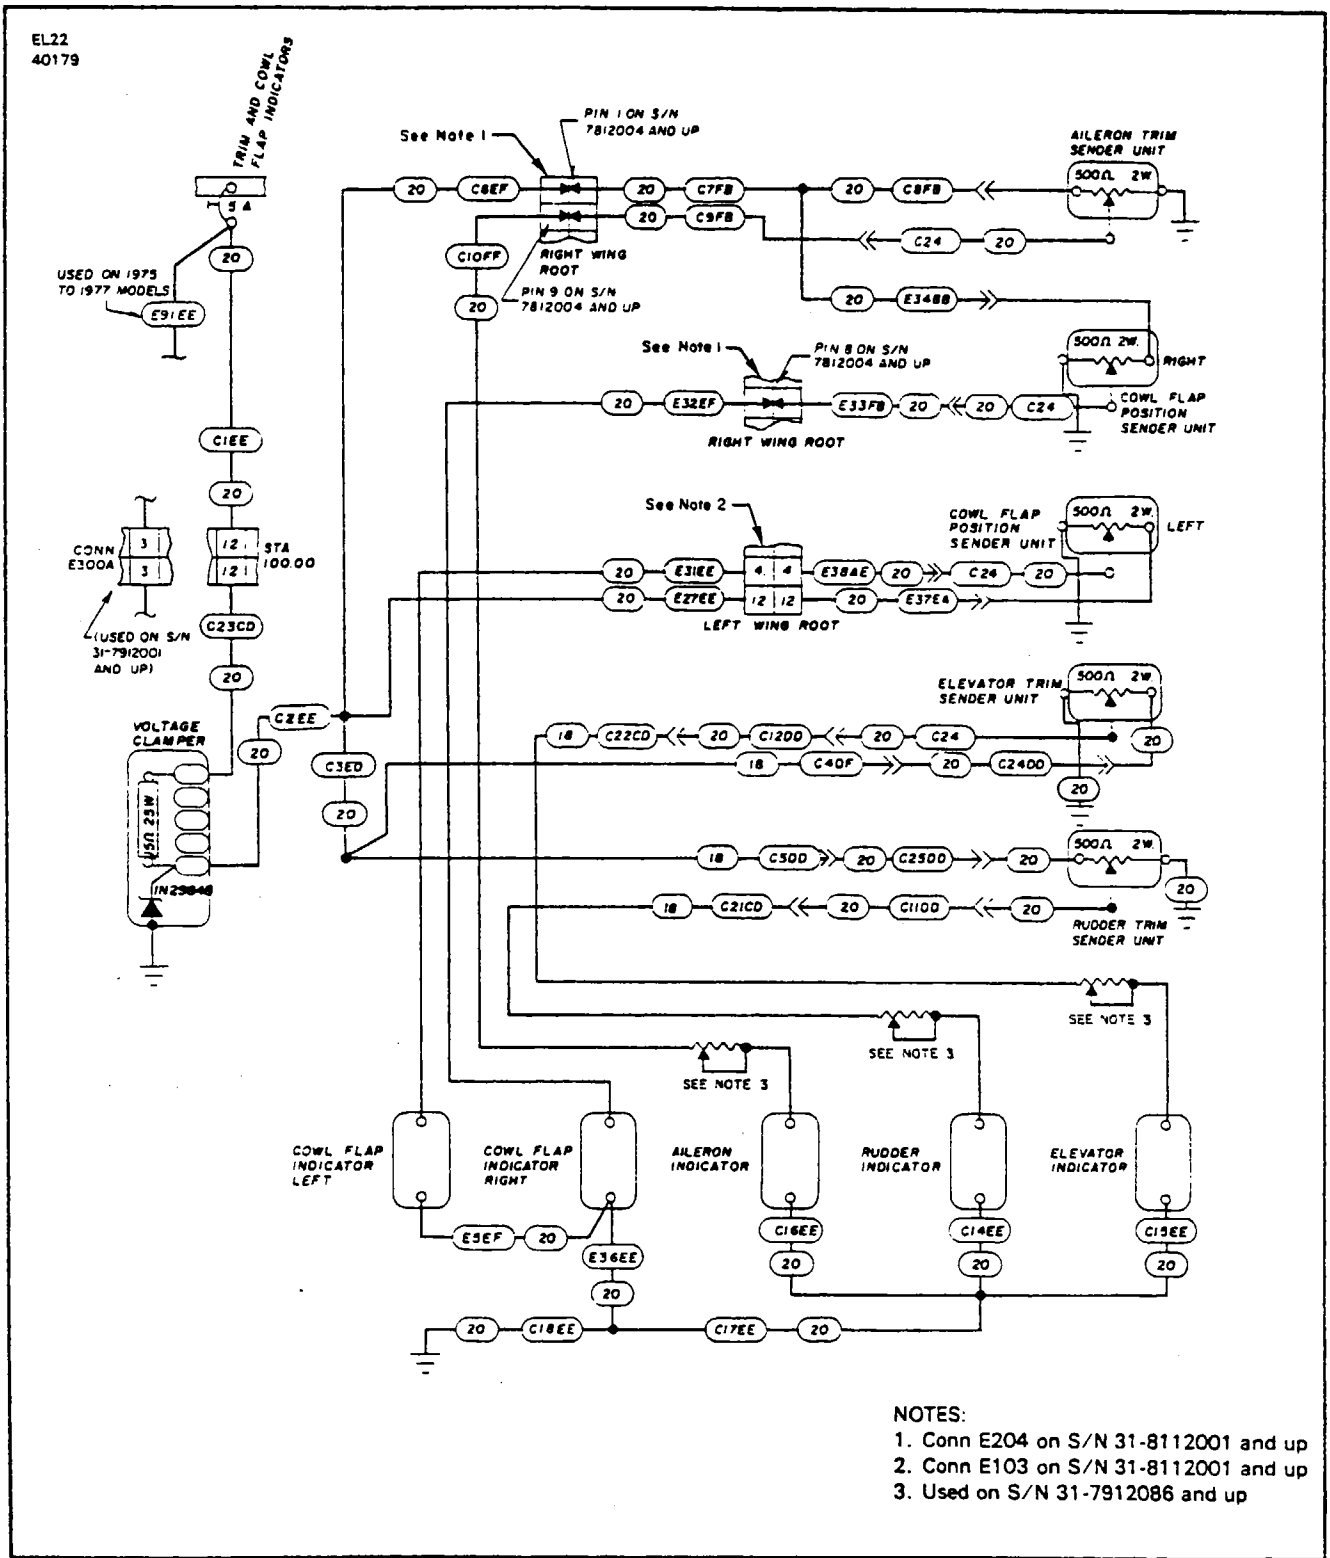 EL22
40179
TRIM AND COWL
FLAP INDICATORS
5 A
20
USED ON 1975
TO 1977 MODELS
E91EE
C1EE
20
CONN
E300A
3
3
12
12
STA
100.00
(USED ON S/N
31-7912001
AND UP)
C23CD
20
VOLTAGE
CLAMPER
15Ω 25W
C2EE
20
C3ED
20
See Note 1
PIN 1 ON S/N
7812004 AND UP
20 C6EF 20 C7FB 20 C8FB
AILERON TRIM
SENDER UNIT
500Ω 2W.
20 C9FB
C24 20
C10FF
20
RIGHT WING
ROOT
PIN 9 ON S/N
7812004 AND UP
20 E34BB
See Note 1
PIN 8 ON S/N
7812004 AND UP
500Ω 2W.
RIGHT
20 E32EF E33FB 20 20 C24
COWL FLAP
POSITION
SENDER UNIT
RIGHT WING ROOT
See Note 2
COWL FLAP
POSITION
SENDER UNIT
500Ω 2W.
LEFT
20 E31EE 4 4 E38AE 20 C24 20
20 E27EE 12 12 20 E37EA
LEFT WING ROOT
ELEVATOR TRIM
SENDER UNIT
500Ω 2W.
18 C22CD 20 C12DD 20 C24 20
18 C4DF 20 C24DD
20
500Ω 2W.
18 C5DD 20 C25DD 20
20
18 C21CD 20 C11DD 20
RUDDER TRIM
SENDER UNIT
SEE NOTE 3
SEE NOTE 3
SEE NOTE 3
COWL FLAP
INDICATOR
LEFT
COWL FLAP
INDICATOR
RIGHT
AILERON
INDICATOR
RUDDER
INDICATOR
ELEVATOR
INDICATOR
E5EF 20
E36EE
20
C16EE
20
C14EE
20
C15EE
20
20 C18EE C17EE 20
NOTES:
1. Conn E204 on S/N 31-8112001 and up
2. Conn E103 on S/N 31-8112001 and up
3. Used on S/N 31-7912086 and up